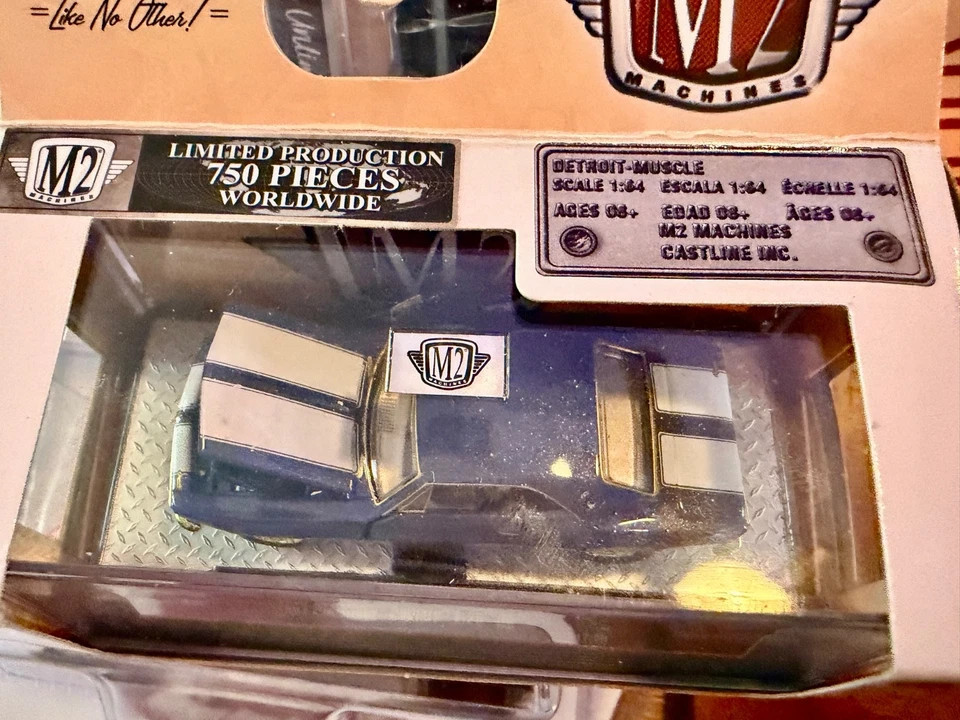 =Like No Other!=
Unli
M2
MACHINES
M2
MACHINES
LIMITED PRODUCTION
750 PIECES
WORLDWIDE
DETROIT-MUSCLE
SCALE 1:64 ESCALA 1:64 ÉCHELLE 1:64
AGES 08+ EDAD 08+ ÂGES 08+
M2 MACHINES
CASTLINE INC.
M2
MACHINES